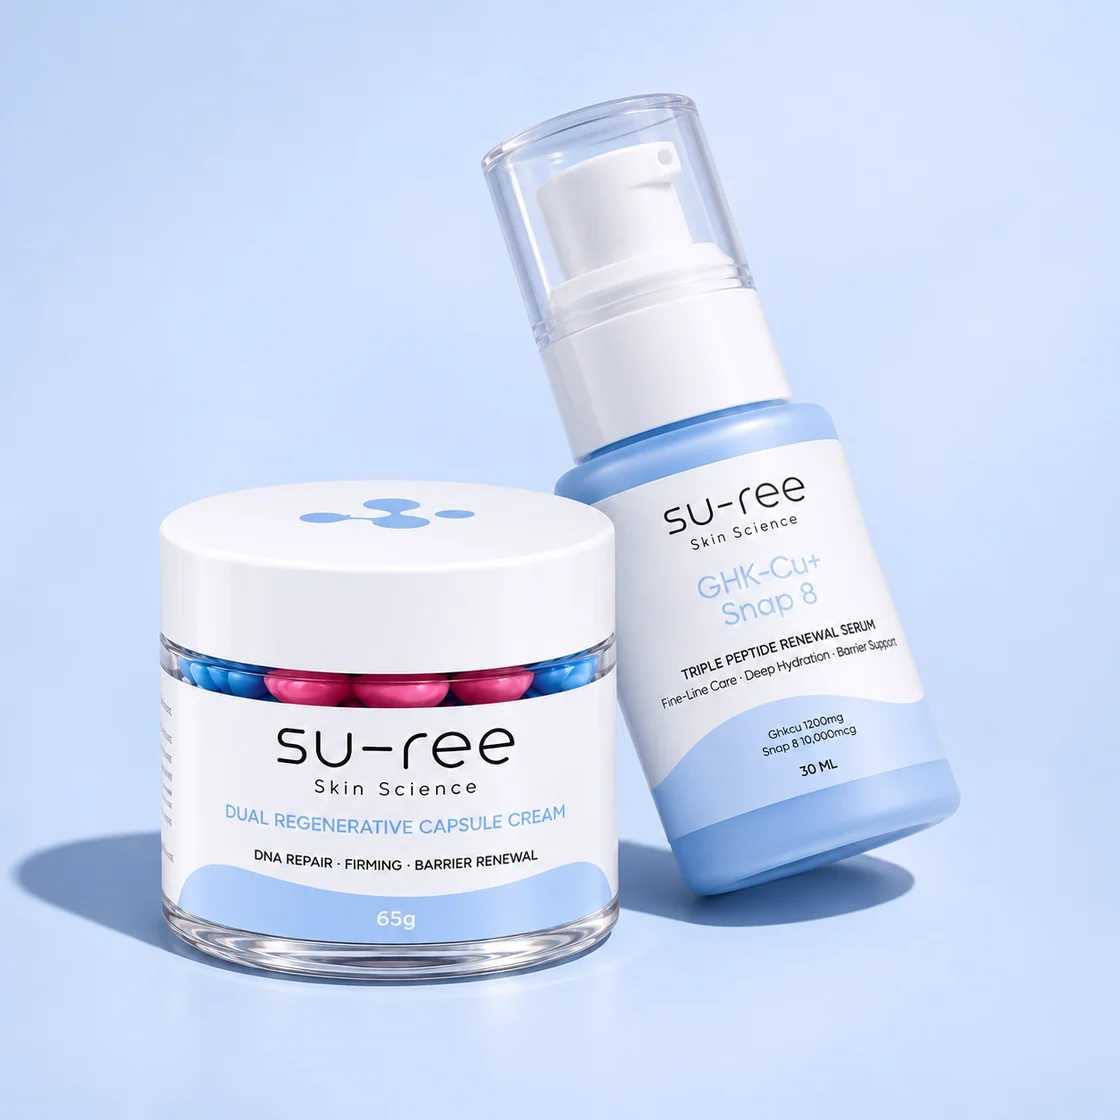 su-ree
Skin Science
GHK-Cu+
Snap 8
TRIPLE PEPTIDE RENEWAL SERUM
Fine-Line Care · Deep Hydration · Barrier Support
Ghkcu 1200mg
Snap 8 10,000mcg
30 ML
su-ree
Skin Science
DUAL REGENERATIVE CAPSULE CREAM
DNA REPAIR · FIRMING · BARRIER RENEWAL
65g